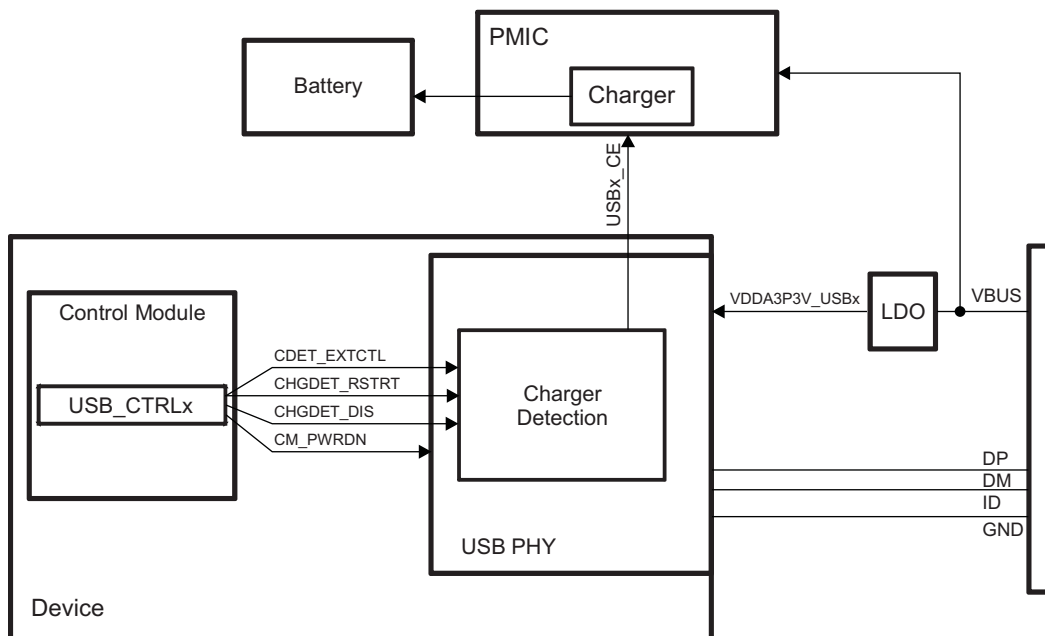 PMIC
Battery
Charger
USBx_CE
Control Module
VDDA3P3V_USBx
LDO
VBUS
CDET_EXTCTL
CHGDET_RSTRT
USB_CTRLx
CHGDET_DIS
CM_PWRDN
Charger
Detection
DP
DM
ID
GND
USB PHY
Device